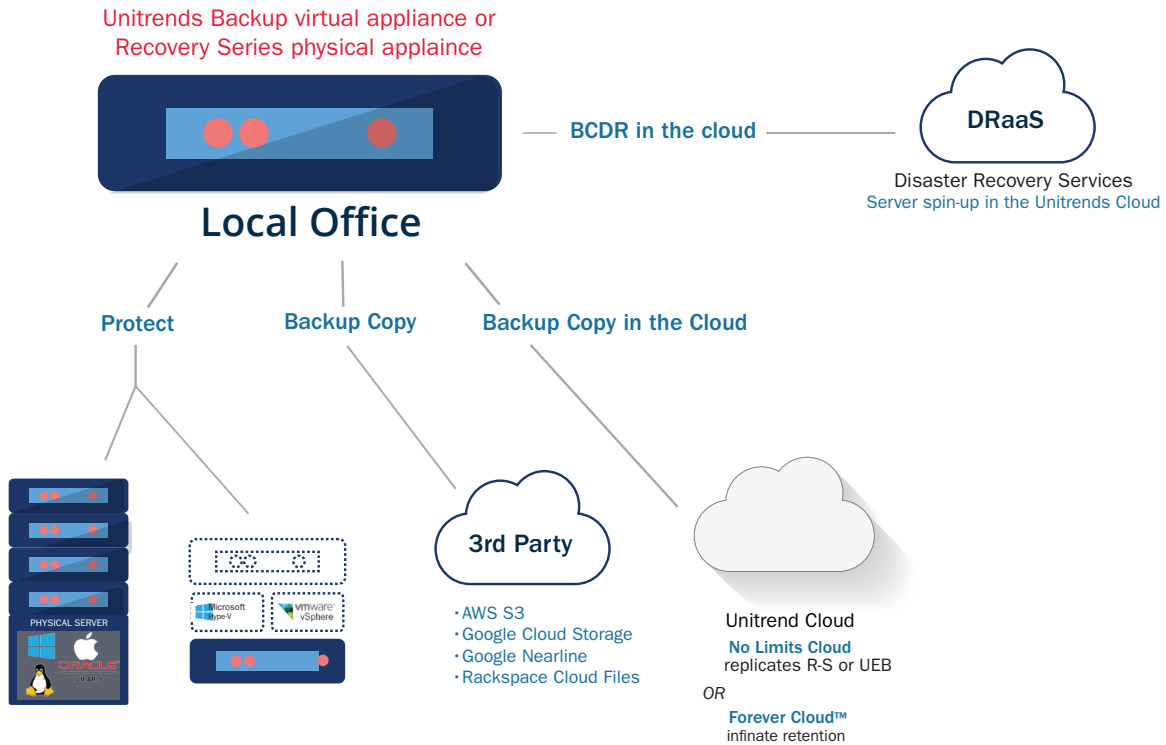 Unitrends Backup virtual appliance or
Recovery Series physical applaince
BCDR in the cloud
DRaaS
Disaster Recovery Services
Server spin-up in the Unitrends Cloud
Local Office
Protect
Backup Copy
Backup Copy in the Cloud
PHYSICAL SERVER
ORACLE
SOLARIS
Microsoft
Hype-V
vmware
vSphere
3rd Party
· AWS S3
· Google Cloud Storage
· Google Nearline
· Rackspace Cloud Files
Unitrend Cloud
No Limits Cloud
replicates R-S or UEB
OR
Forever Cloud™
infinate retention